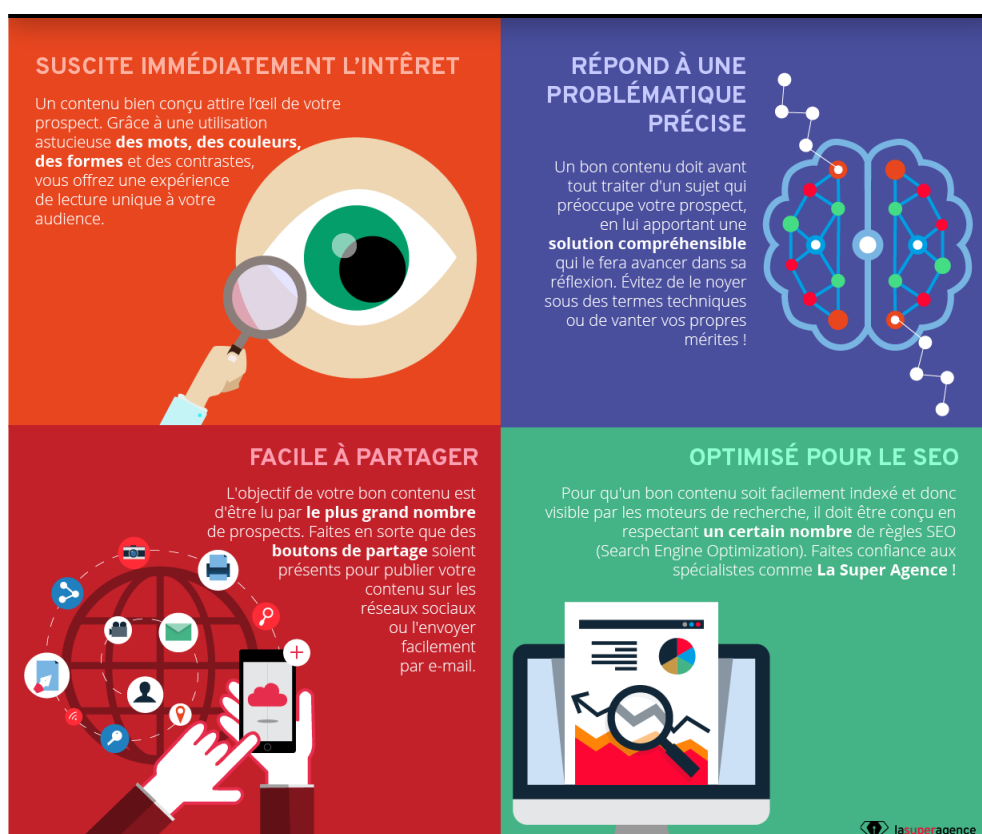 SUSCITE IMMÉDIATEMENT L'INTÊRET
Un contenu bien conçu attire l'œil de votre
prospect. Grâce à une utilisation
astucieuse des mots, des couleurs,
des formes et des contrastes,
vous offrez une expérience
de lecture unique à votre
audience.
RÉPOND À UNE
PROBLÉMATIQUE
PRÉCISE
Un bon contenu doit avant
tout traiter d'un sujet qui
préoccupe votre prospect,
en lui apportant une
solution compréhensible
qui le fera avancer dans sa
réflexion. Évitez de le noyer
sous des termes techniques
ou de vanter vos propres
mérites !
FACILE À PARTAGER
L'objectif de votre bon contenu est
d'être lu par le plus grand nombre
de prospects. Faites en sorte que des
boutons de partage soient
présents pour publier votre
contenu sur les
réseaux sociaux
ou l'envoyer
facilement
par e-mail.
OPTIMISÉ POUR LE SEO
Pour qu'un bon contenu soit facilement indexé et donc
visible par les moteurs de recherche, il doit être conçu en
respectant un certain nombre de règles SEO
(Search Engine Optimization). Faites confiance aux
spécialistes comme La Super Agence !
lasuperagence